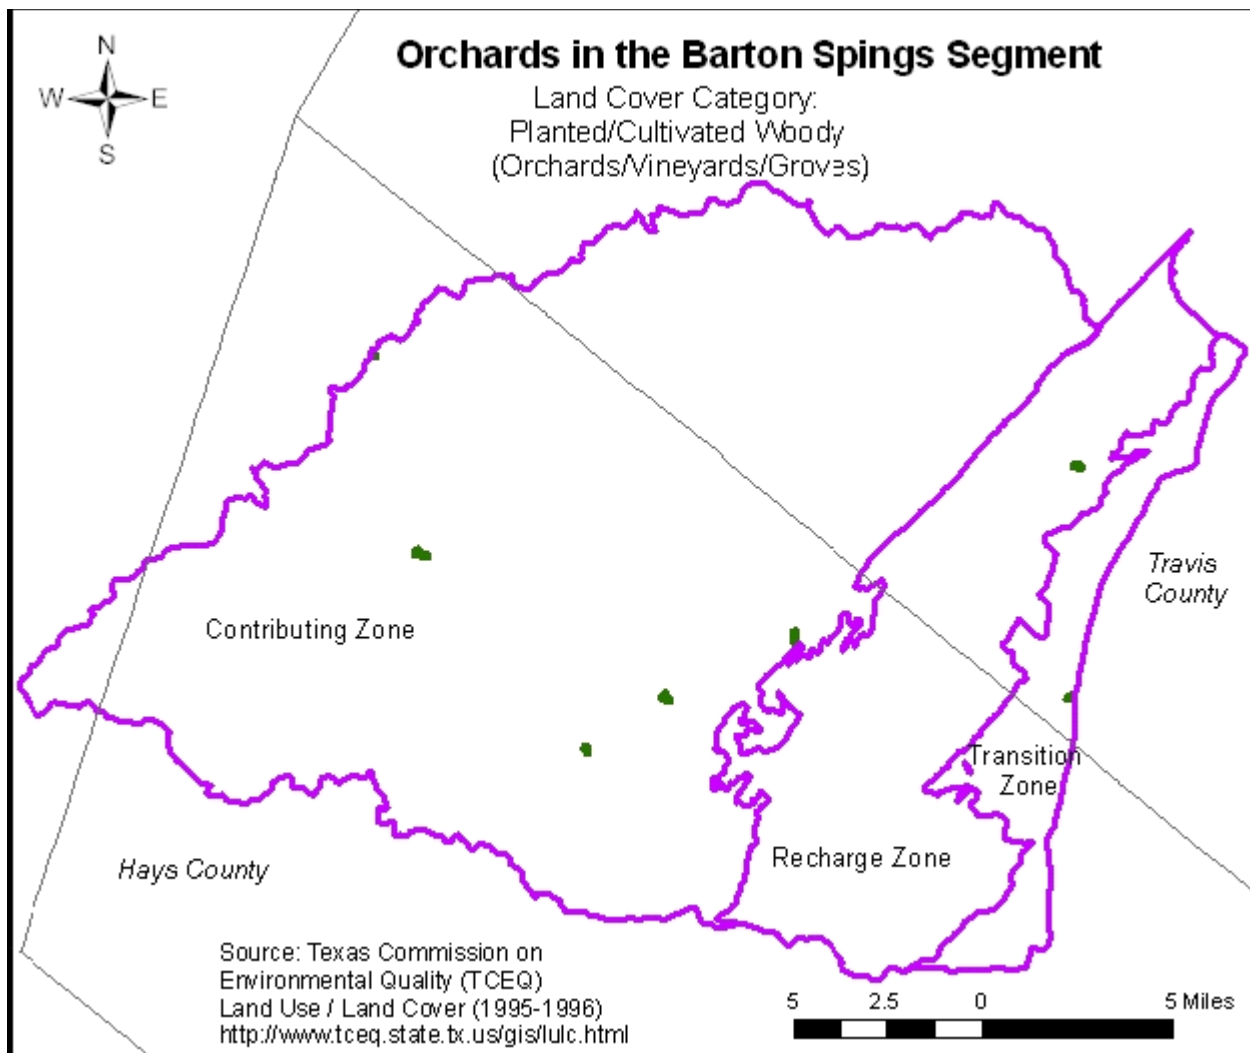 Orchards in the Barton Spings Segment
Land Cover Category:
Planted/Cultivated Woody
(Orchards/Vineyards/Groves)
N
W E
S
Travis
County
Contributing Zone
Transition
Zone
Recharge Zone
Hays County
Source: Texas Commission on
Environmental Quality (TCEQ)
Land Use / Land Cover (1995-1996)
http://www.tceq.state.tx.us/gis/lulc.html
5 2.5 0 5 Miles